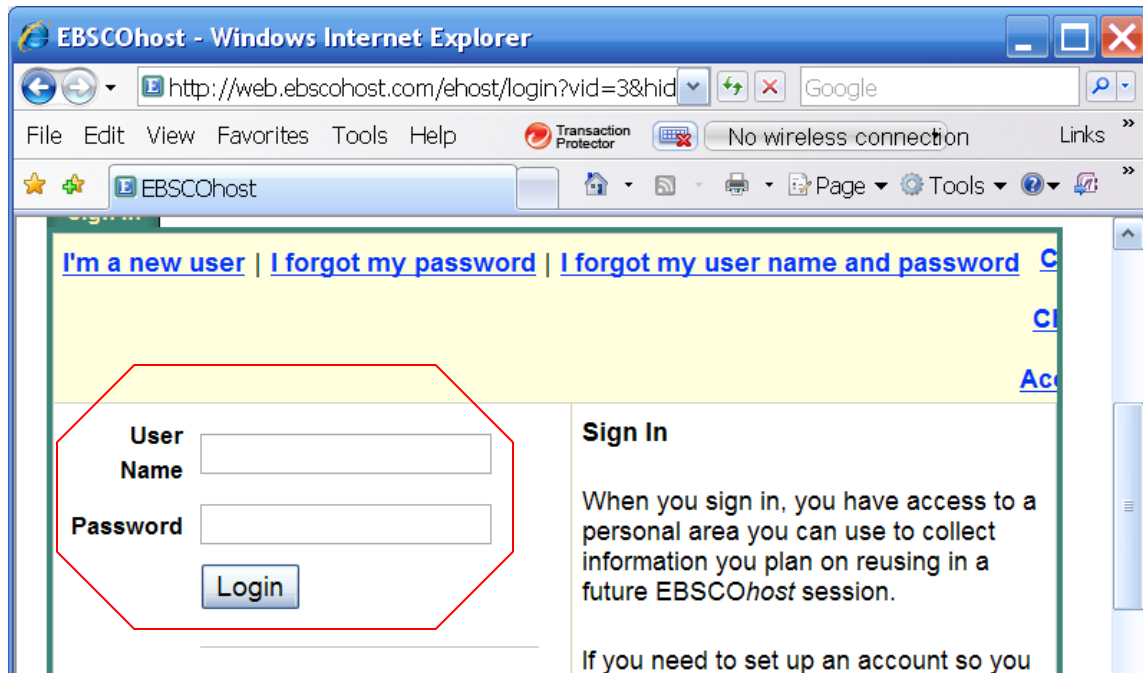 EBSCOhost - Windows Internet Explorer
http://web.ebscohost.com/ehost/login?vid=3&hid
Google
File Edit View Favorites Tools Help Transaction Protector No wireless connection Links »
EBSCOhost Page Tools »
Sign In
I'm a new user | I forgot my password | I forgot my user name and password C
Ch
Acc
User Name
Password
Login
Sign In
When you sign in, you have access to a
personal area you can use to collect
information you plan on reusing in a
future EBSCOhost session.
If you need to set up an account so you